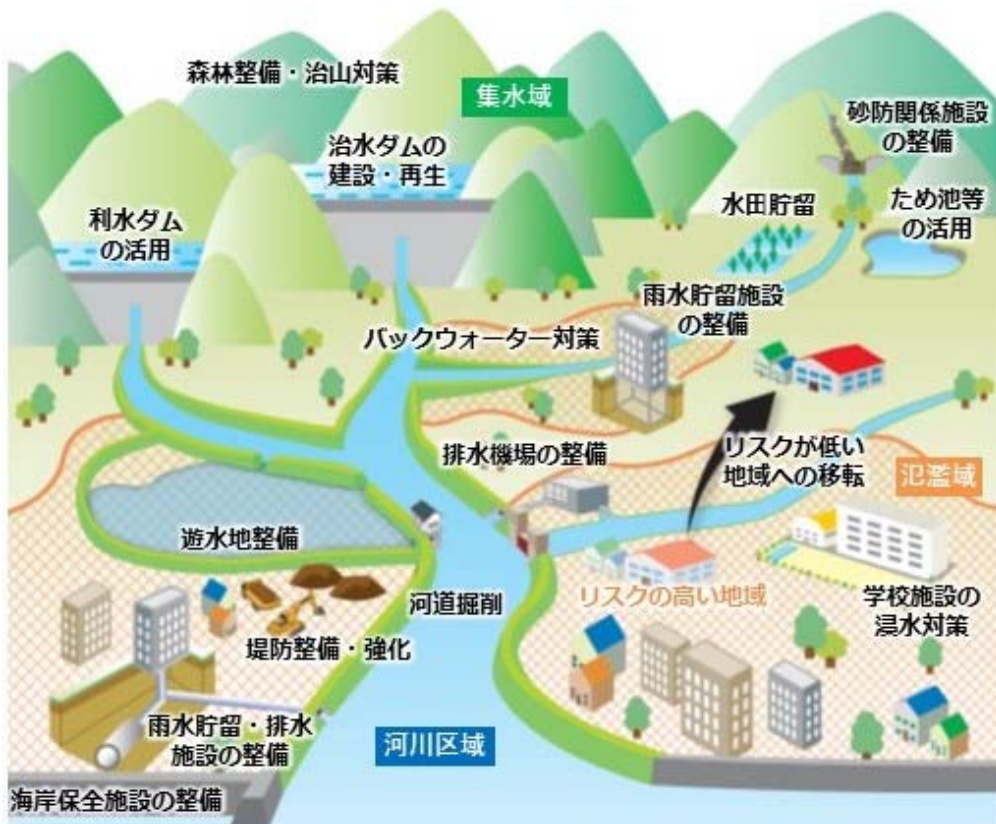 森林整備・治山対策
集水域
砂防関係施設
の整備
治水ダムの
建設・再生
水田貯留
ため池等
の活用
利水ダム
の活用
雨水貯留施設
の整備
バックウォーター対策
排水機場の整備
リスクが低い
地域への移転
氾濫域
遊水地整備
河道掘削
リスクの高い地域
学校施設の
浸水対策
堤防整備・強化
雨水貯留・排水
施設の整備
河川区域
海岸保全施設の整備